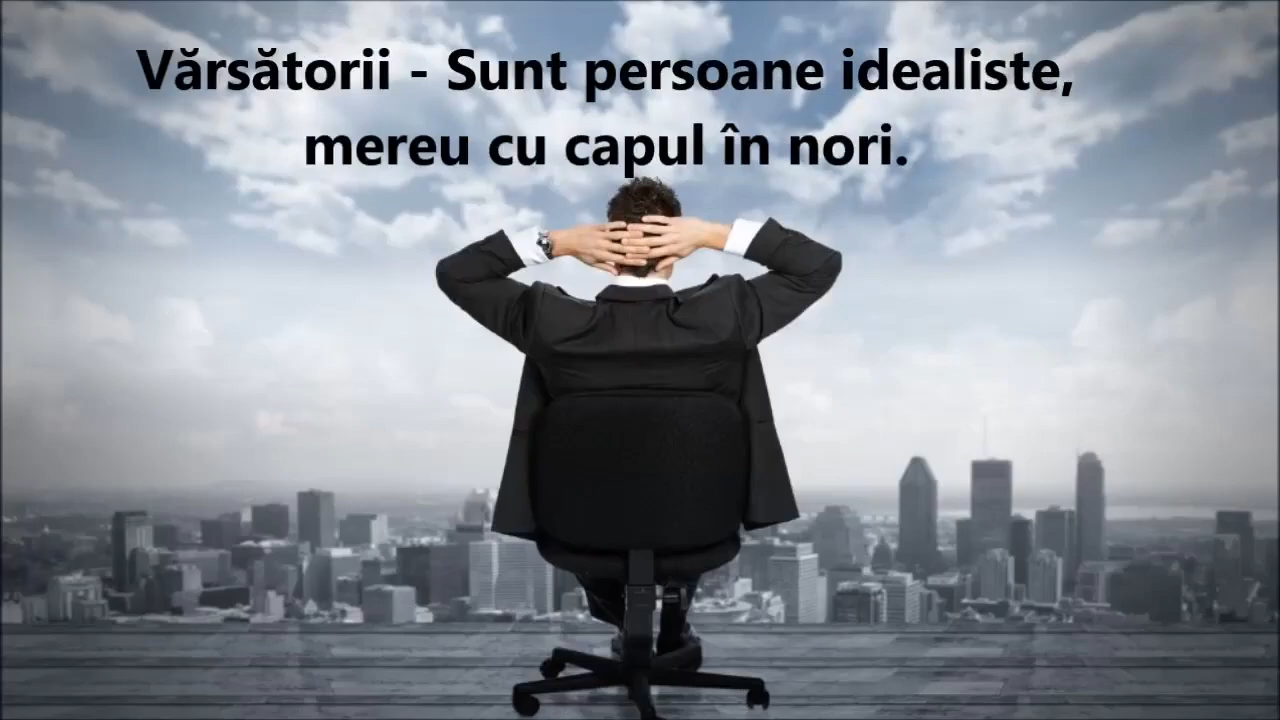 Vărsătorii - Sunt persoane idealiste,
mereu cu capul în nori.